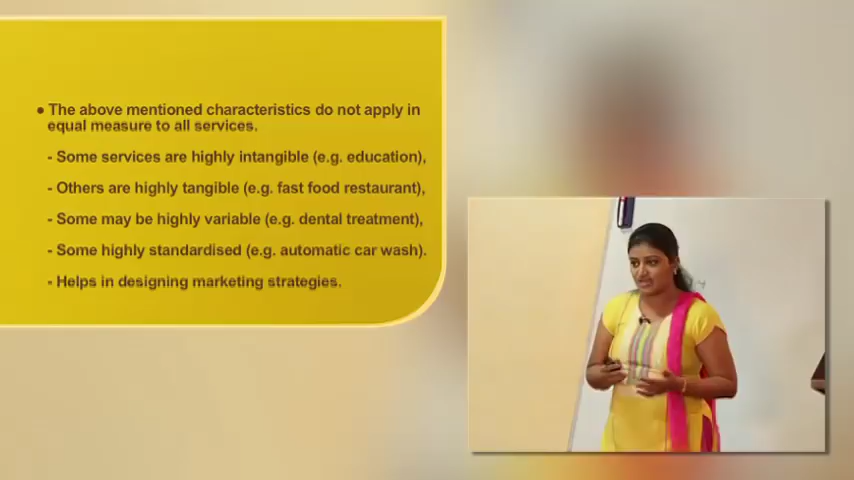 ● The above mentioned characteristics do not apply in
equal measure to all services.
- Some services are highly intangible (e.g. education),
- Others are highly tangible (e.g. fast food restaurant),
- Some may be highly variable (e.g. dental treatment),
- Some highly standardised (e.g. automatic car wash).
- Helps in designing marketing strategies.